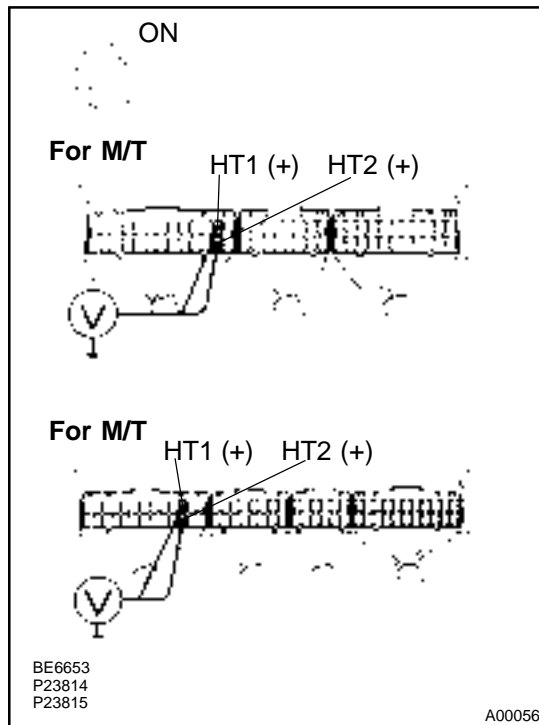 ON
For M/T
HT1 (+) HT2 (+)
V
For M/T
HT1 (+) HT2 (+)
V
BE6653
P23814
P23815
A00056